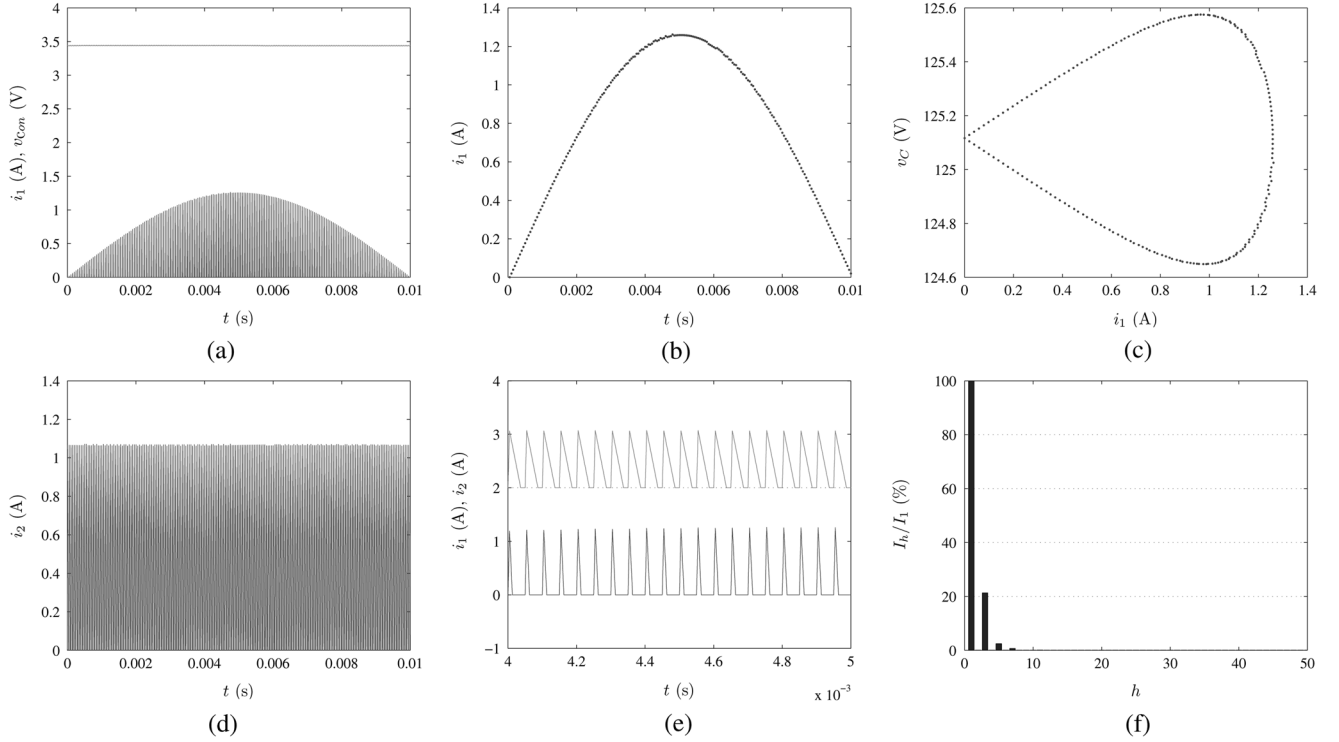 4
3.5
3
2.5
2
1.5
1
0.5
0
i₁ (A), v_Con (V)
0 0.002 0.004 0.006 0.008 0.01
t (s)
(a)
1.4
1.2
1
0.8
0.6
0.4
0.2
0
i₁ (A)
0 0.002 0.004 0.006 0.008 0.01
t (s)
(b)
125.6
125.4
125.2
125
124.8
124.6
v_C (V)
0 0.2 0.4 0.6 0.8 1 1.2 1.4
i₁ (A)
(c)
1.4
1.2
1
0.8
0.6
0.4
0.2
0
i₂ (A)
0 0.002 0.004 0.006 0.008 0.01
t (s)
(d)
4
3
2
1
0
−1
i₁ (A), i₂ (A)
4 4.2 4.4 4.6 4.8 5
t (s)
x 10⁻³
(e)
100
80
60
40
20
0
I_h/I₁ (%)
0 10 20 30 40 50
h
(f)